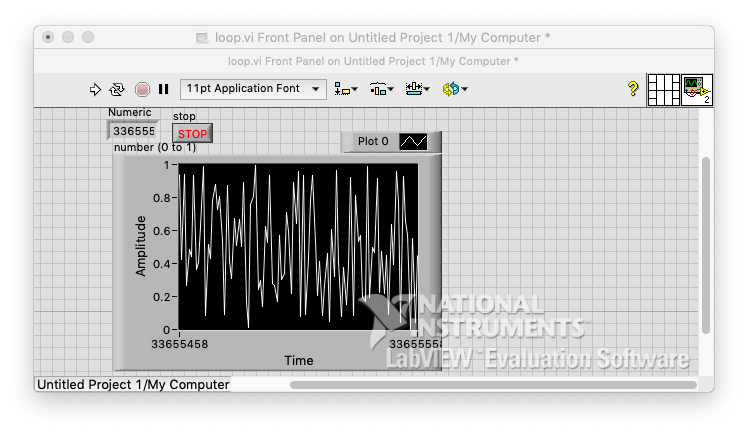 loop.vi Front Panel on Untitled Project 1/My Computer *
loop.vi Front Panel on Untitled Project 1/My Computer *
11pt Application Font
?
2
Numeric
336555
stop
STOP
number (0 to 1)
Plot 0
1
0.8
0.6
0.4
0.2
0
Amplitude
33655458
33655558
Time
NATIONAL
INSTRUMENTS™
LabVIEW™ Evaluation Software
Untitled Project 1/My Computer